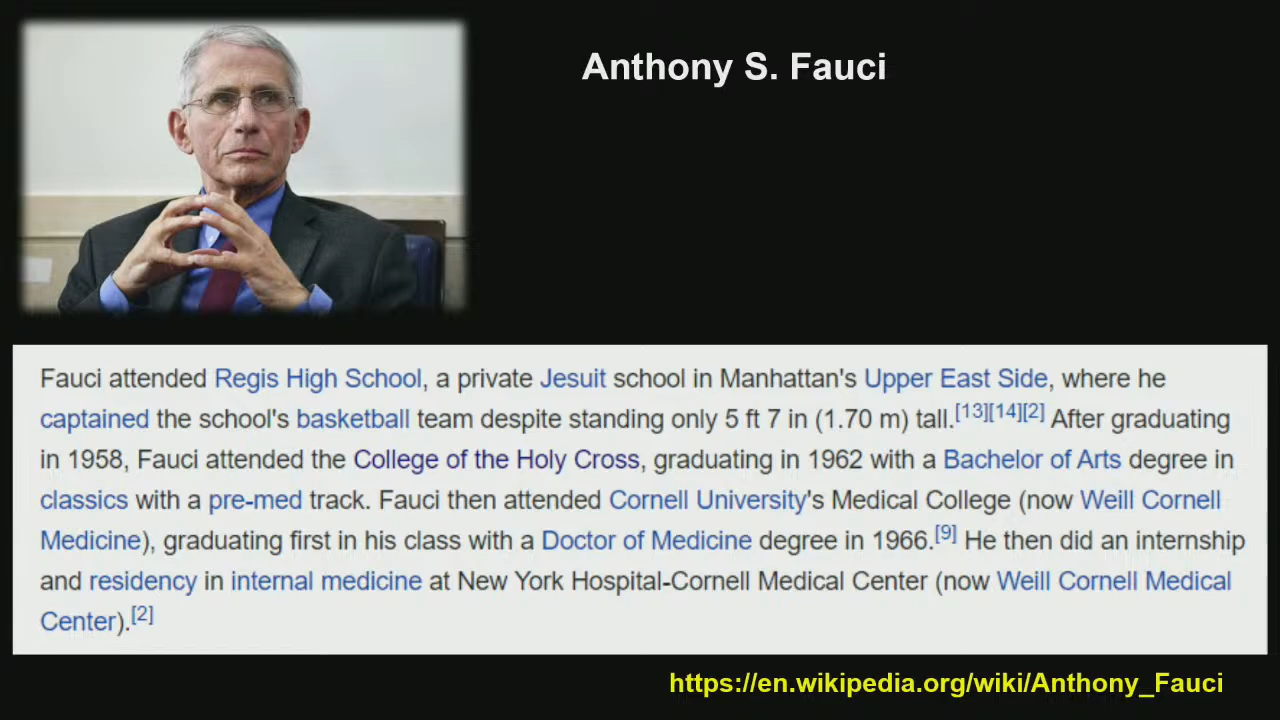 Anthony S. Fauci
Fauci attended Regis High School, a private Jesuit school in Manhattan's Upper East Side, where he
captained the school's basketball team despite standing only 5 ft 7 in (1.70 m) tall.[13][14][2] After graduating
in 1958, Fauci attended the College of the Holy Cross, graduating in 1962 with a Bachelor of Arts degree in
classics with a pre-med track. Fauci then attended Cornell University's Medical College (now Weill Cornell
Medicine), graduating first in his class with a Doctor of Medicine degree in 1966.[9] He then did an internship
and residency in internal medicine at New York Hospital-Cornell Medical Center (now Weill Cornell Medical
Center).[2]
https://en.wikipedia.org/wiki/Anthony_Fauci